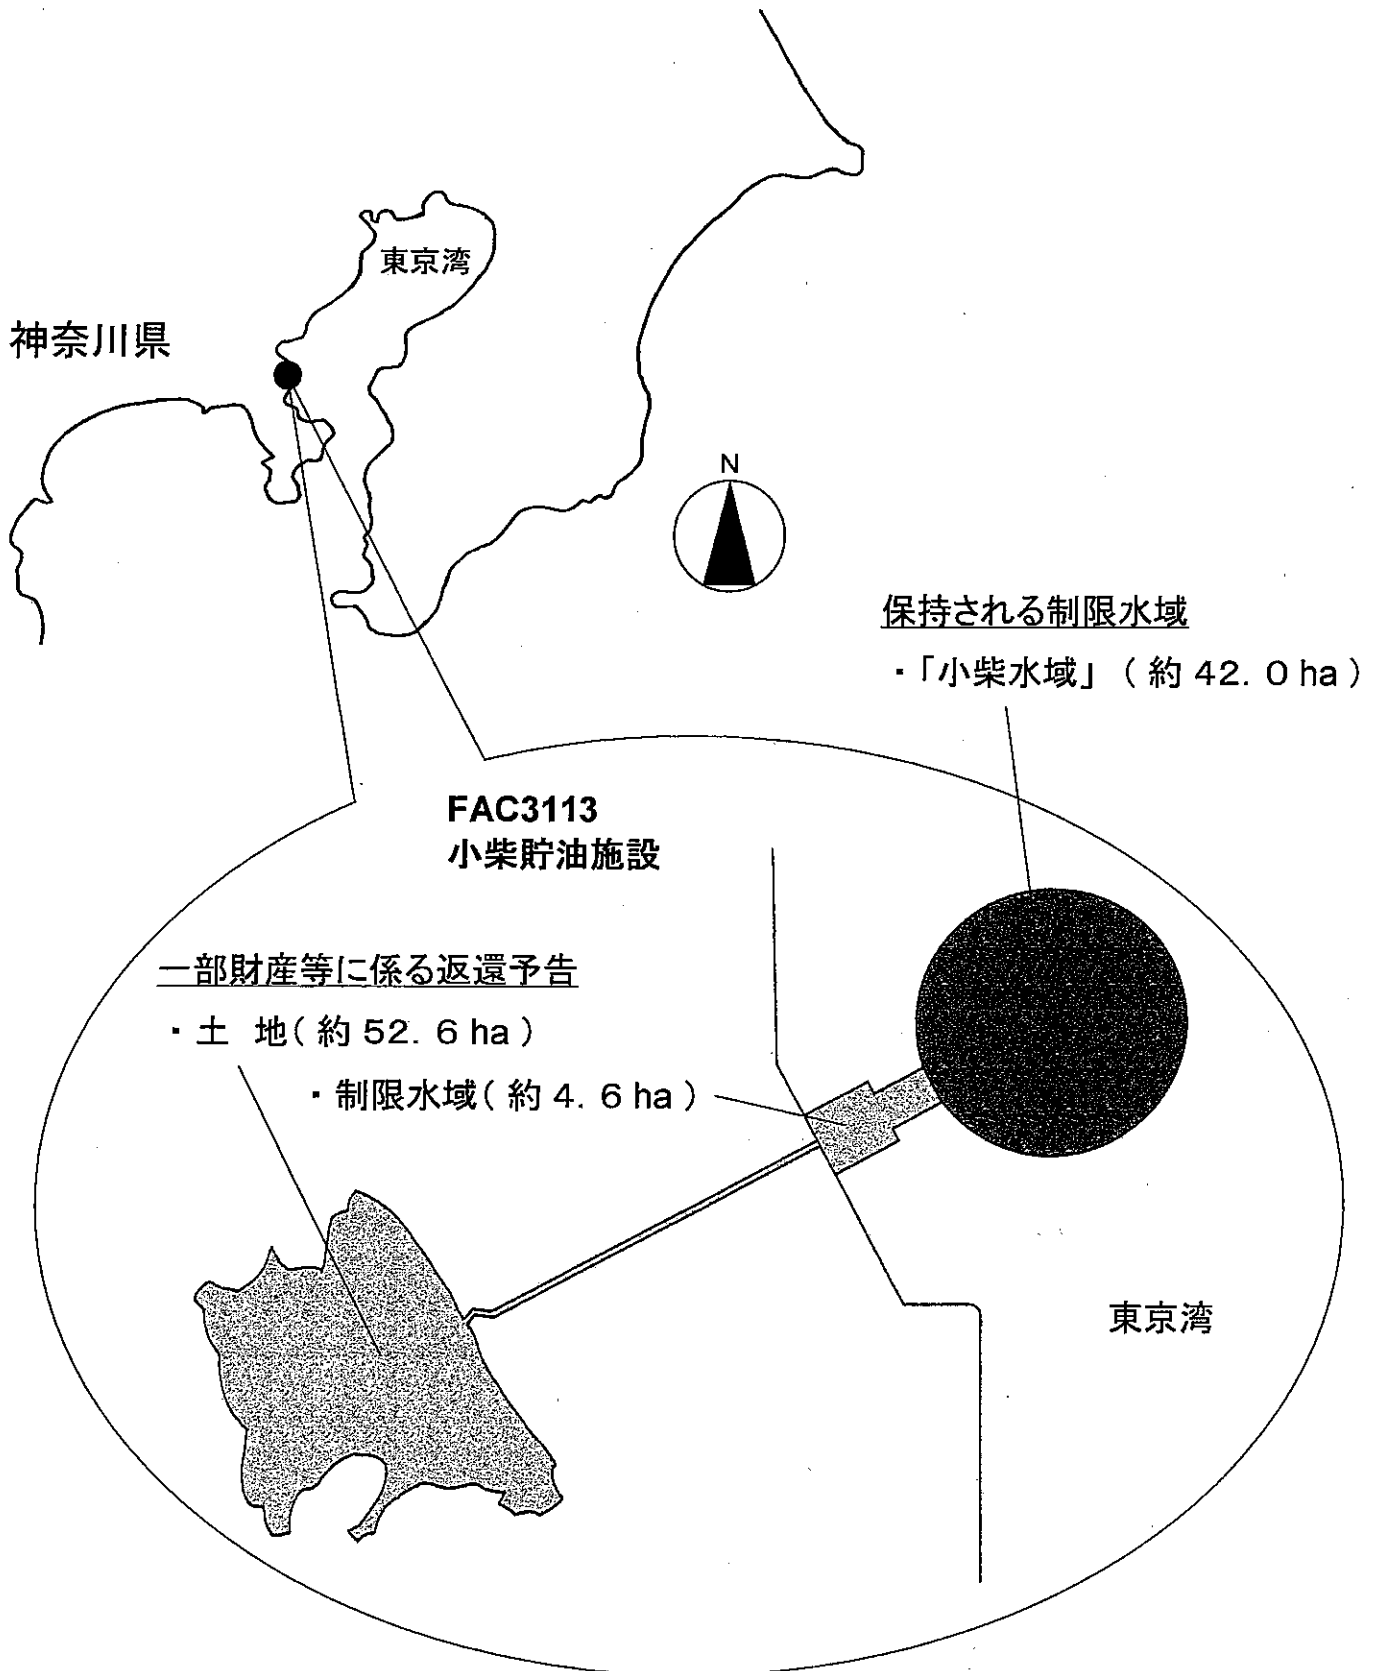 東京湾
神奈川県
N
保持される制限水域
・「小柴水域」（約 42．0 ha）
FAC3113
小柴貯油施設
一部財産等に係る返還予告
・土　地（約 52．6 ha）
・制限水域（約 4．6 ha）
東京湾